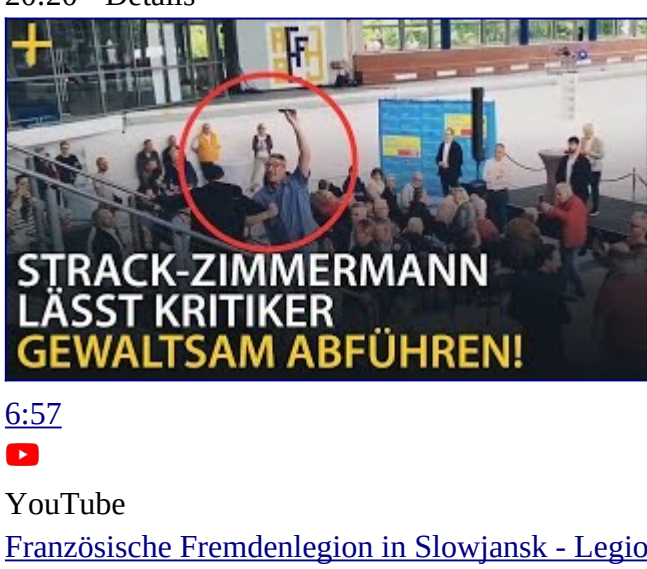 STRACK-ZIMMERMANN
LÄSST KRITIKER
GEWALTSAM ABFÜHREN!
6:57
YouTube
Französische Fremdenlegion in Slowjansk - Legio